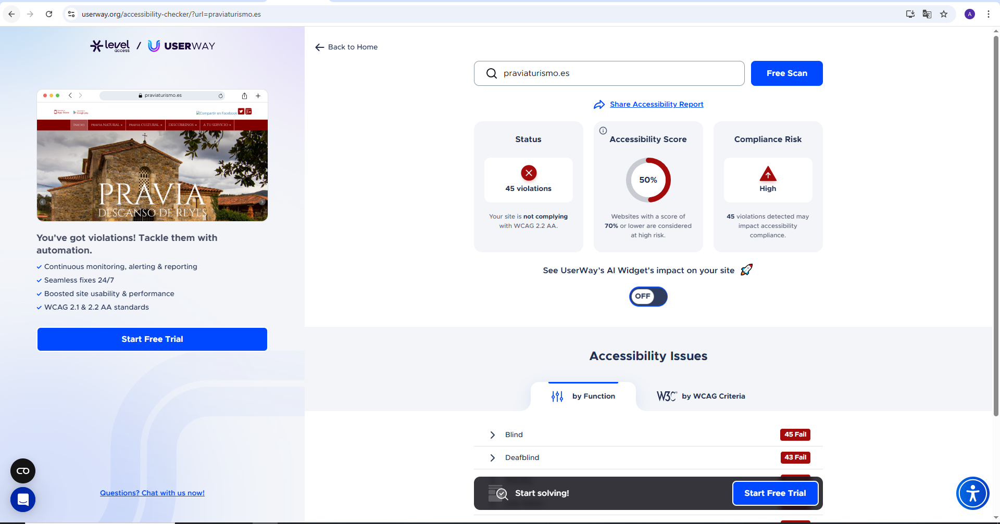 userway.org/accessibility-checker/?url=praviaturismo.es
A
level access / USERWAY
praviaturismo.es
App Store
Google play
Compartir en Facebook
INICIO
PRAVIA NATURAL
PRAVIA CULTURAL
DESCÚBRENOS
A TU SERVICIO
PRAVIA
DESCANSO DE REYES
You've got violations! Tackle them with
automation.
Continuous monitoring, alerting & reporting
Seamless fixes 24/7
Boosted site usability & performance
WCAG 2.1 & 2.2 AA standards
Start Free Trial
Questions? Chat with us now!
Back to Home
praviaturismo.es
Free Scan
Share Accessibility Report
Status
45 violations
Your site is not complying
with WCAG 2.2 AA.
Accessibility Score
50%
Websites with a score of
70% or lower are considered
at high risk.
Compliance Risk
High
45 violations detected may
impact accessibility
compliance.
See UserWay's AI Widget's impact on your site
OFF
Accessibility Issues
by Function
W3C by WCAG Criteria
Blind
45 Fail
Deafblind
43 Fail
Start solving!
Start Free Trial